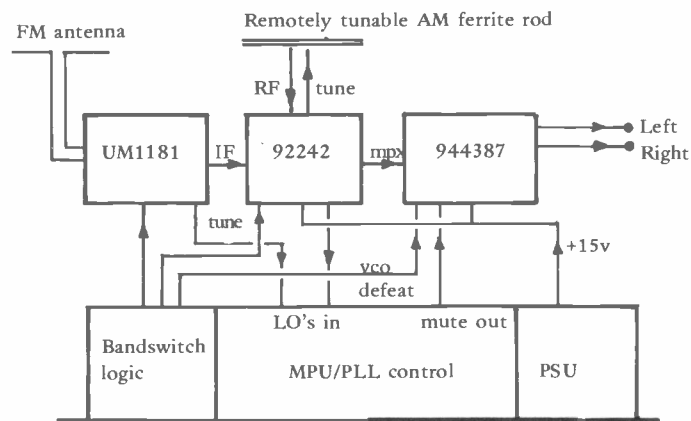 Remotely tunable AM ferrite rod
FM antenna
RF
tune
UM1181
IF
92242
mpx
944387
Left
Right
tune
+15v
vco
defeat
LO's in
mute out
Bandswitch
logic
MPU/PLL control
PSU